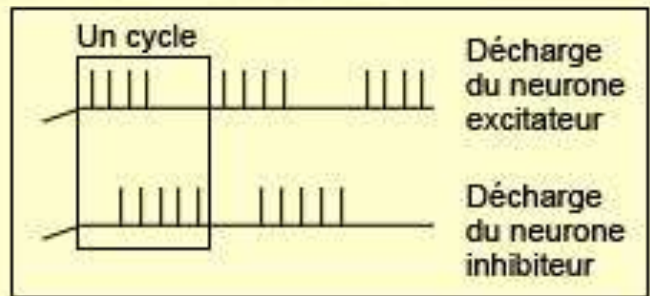 Un cycle
Décharge
du neurone
excitateur
Décharge
du neurone
inhibiteur